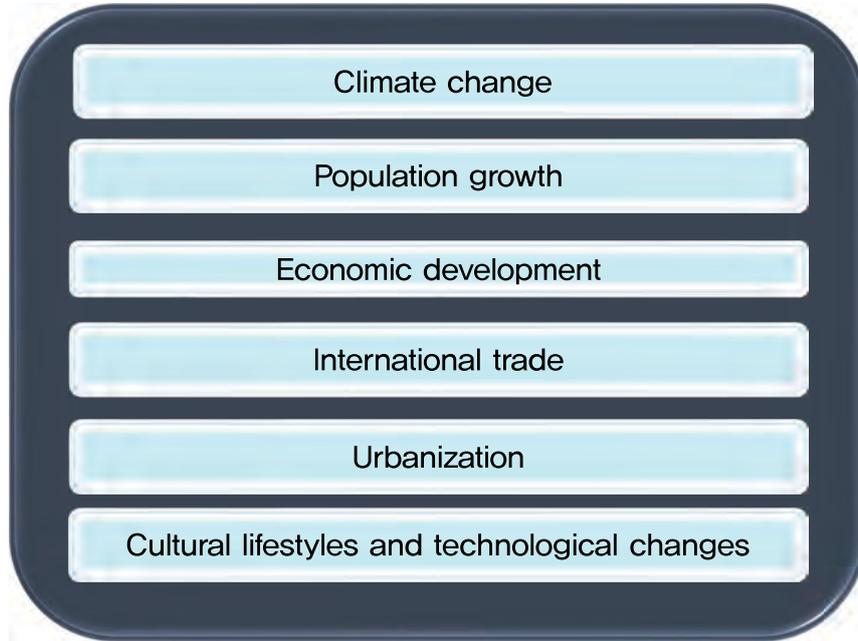 Climate change
Population growth
Economic development
International trade
Urbanization
Cultural lifestyles and technological changes